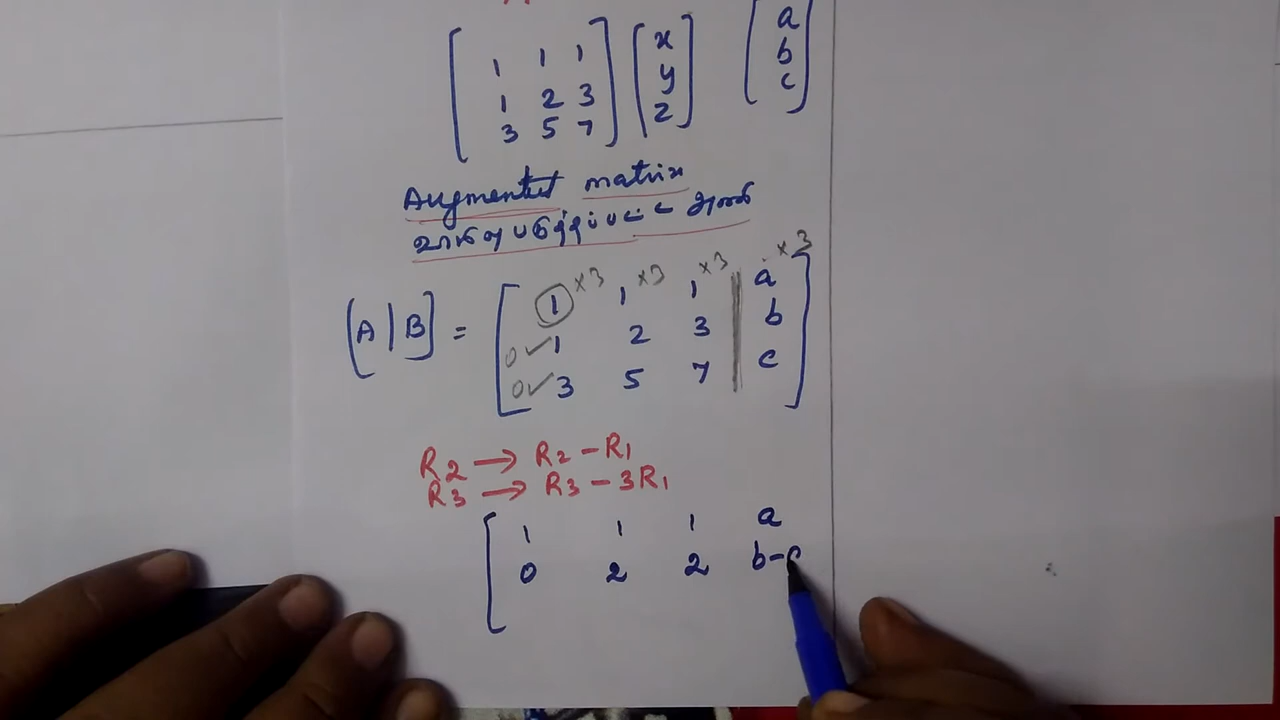 1 1 1 x a
1 2 3 y b
3 5 7 z c
Augmented matrix
[A | B] = 1 ×3 1 ×3 1 ×3 a ×3
0 ✓ 1 2 3 b
0 ✓ 3 5 7 c
R2 → R2 - R1
R3 → R3 - 3R1
1 1 1 a
0 2 2 b-